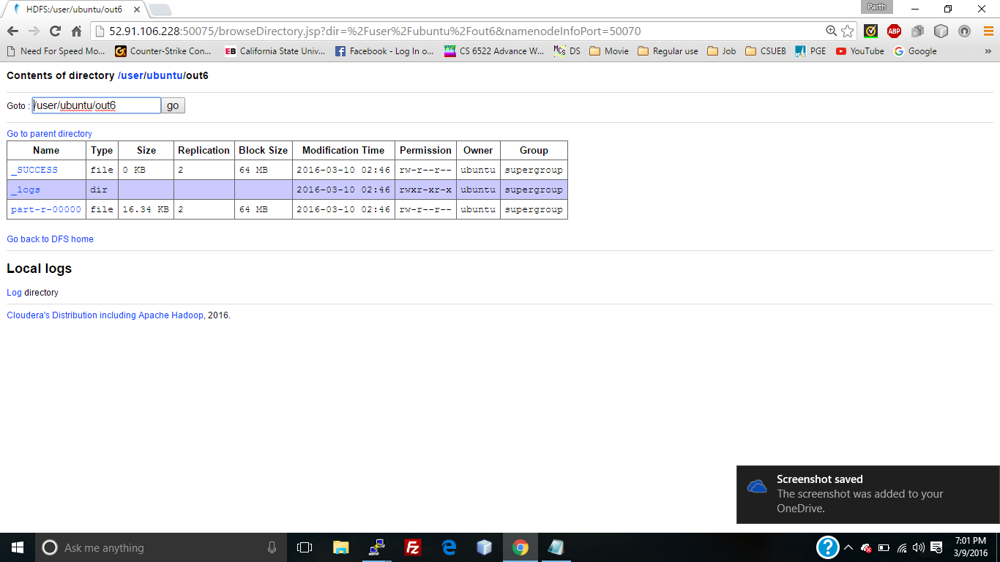 HDFS:/user/ubuntu/out6
Parth
52.91.106.228:50075/browseDirectory.jsp?dir=%2Fuser%2Fubuntu%2Fout6&namenodeInfoPort=50070
ABP
Need For Speed Mo... Counter-Strike Con... EB California State Univ... Facebook - Log In o... CS 6522 Advance W... DS Movie Regular use Job CSUEB PGE YouTube Google »
Contents of directory /user/ubuntu/out6
Goto : /user/ubuntu/out6 go
Go to parent directory
Name Type Size Replication Block Size Modification Time Permission Owner Group
_SUCCESS file 0 KB 2 64 MB 2016-03-10 02:46 rw-r--r-- ubuntu supergroup
_logs dir 2016-03-10 02:46 rwxr-xr-x ubuntu supergroup
part-r-00000 file 16.34 KB 2 64 MB 2016-03-10 02:46 rw-r--r-- ubuntu supergroup
Go back to DFS home
Local logs
Log directory
Cloudera's Distribution including Apache Hadoop, 2016.
Screenshot saved
The screenshot was added to your
OneDrive.
Ask me anything
Fz
7:01 PM
3/9/2016